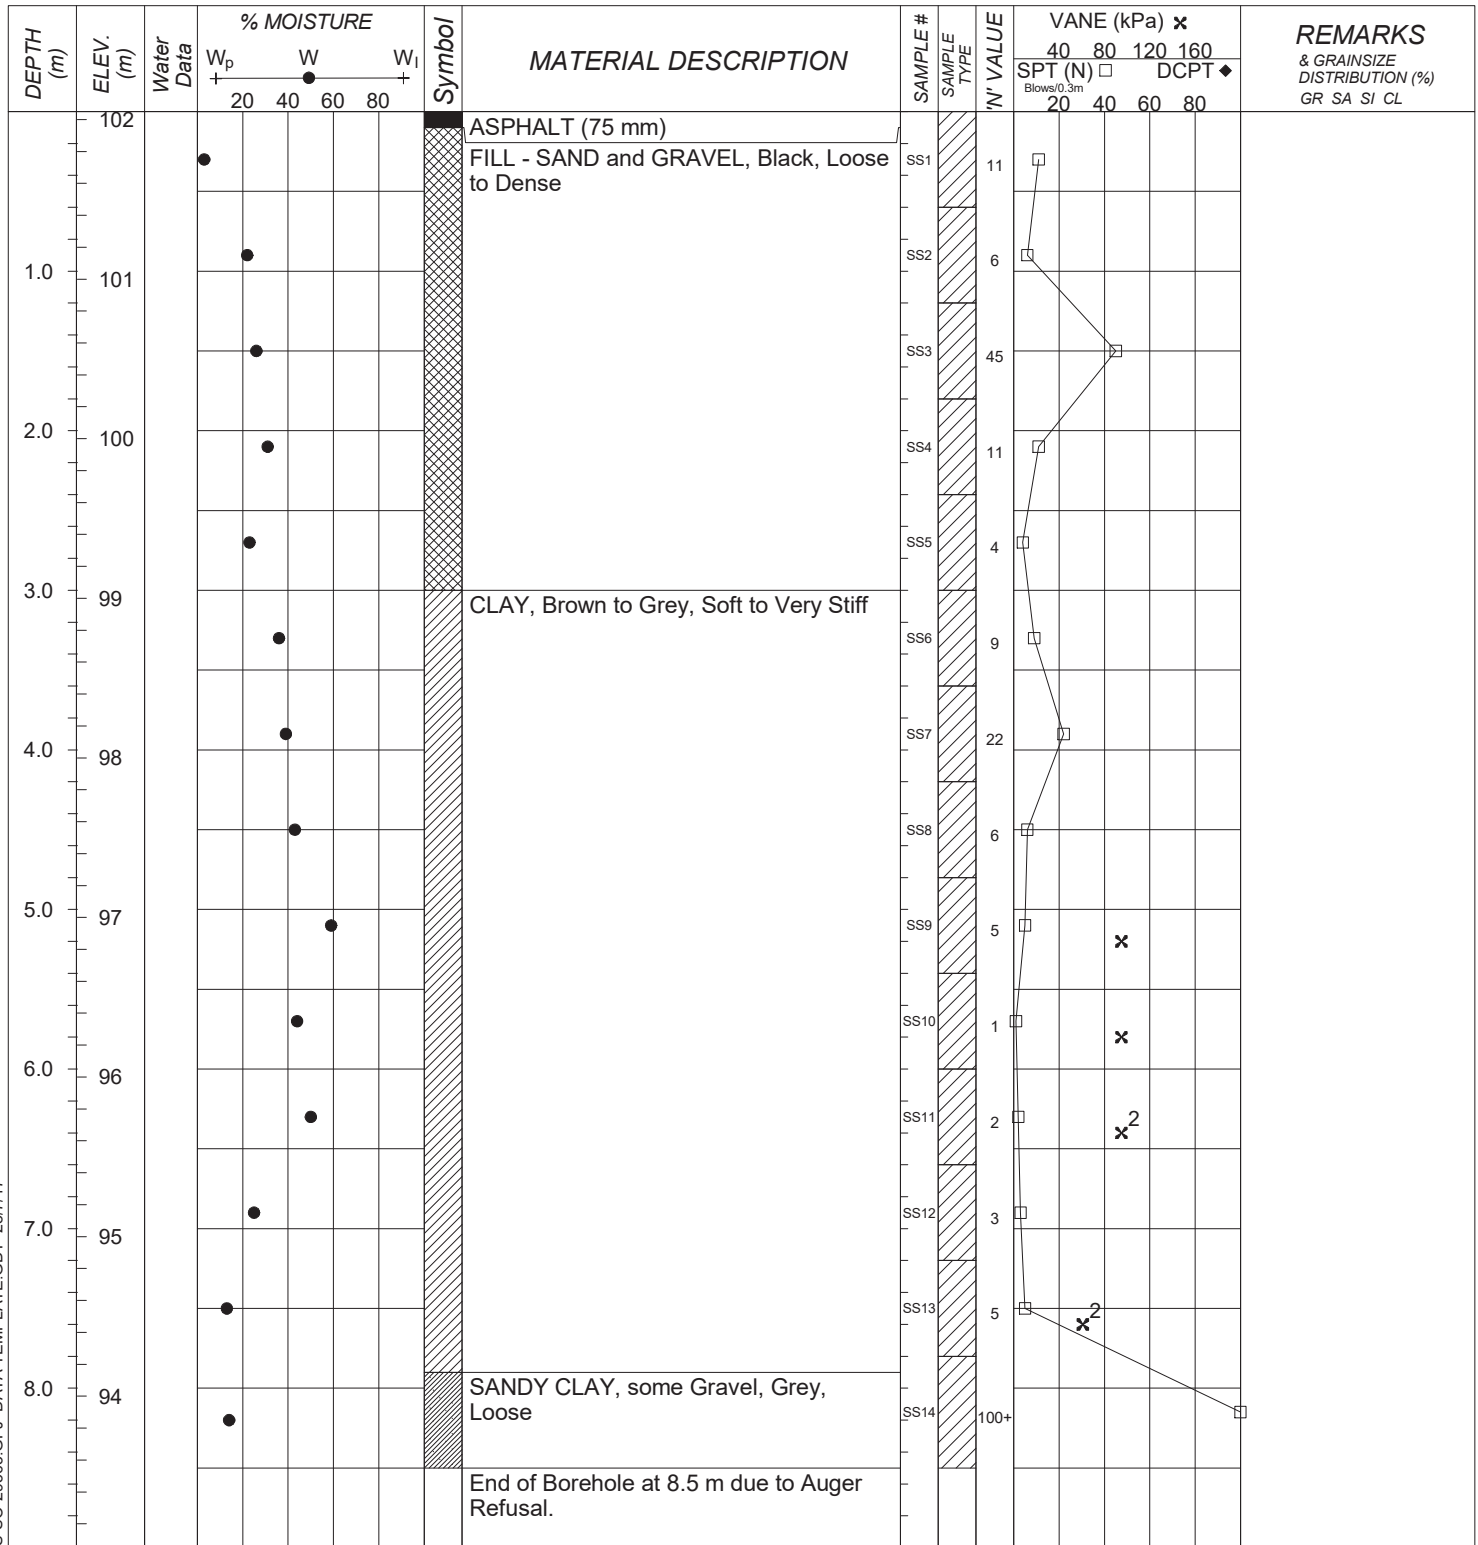 DEPTH (m)
ELEV. (m)
Water Data
% MOISTURE
Wp W Wl
20 40 60 80
Symbol
MATERIAL DESCRIPTION
SAMPLE #
SAMPLE TYPE
'N' VALUE
VANE (kPa)
40 80 120 160
SPT (N) DCPT
Blows/0.3m
20 40 60 80
REMARKS
& GRAINSIZE
DISTRIBUTION (%)
GR SA SI CL
102
ASPHALT (75 mm)
FILL - SAND and GRAVEL, Black, Loose
to Dense
SS1 11
SS2 6
1.0 101
SS3 45
2.0 100
SS4 11
SS5 4
3.0 99
CLAY, Brown to Grey, Soft to Very Stiff
SS6 9
SS7 22
4.0 98
SS8 6
5.0 97
SS9 5
SS10 1
6.0 96
SS11 2 2
SS12 3
7.0 95
SS13 5 2
8.0 94
SANDY CLAY, some Gravel, Grey,
Loose
SS14 100+
End of Borehole at 8.5 m due to Auger
Refusal.